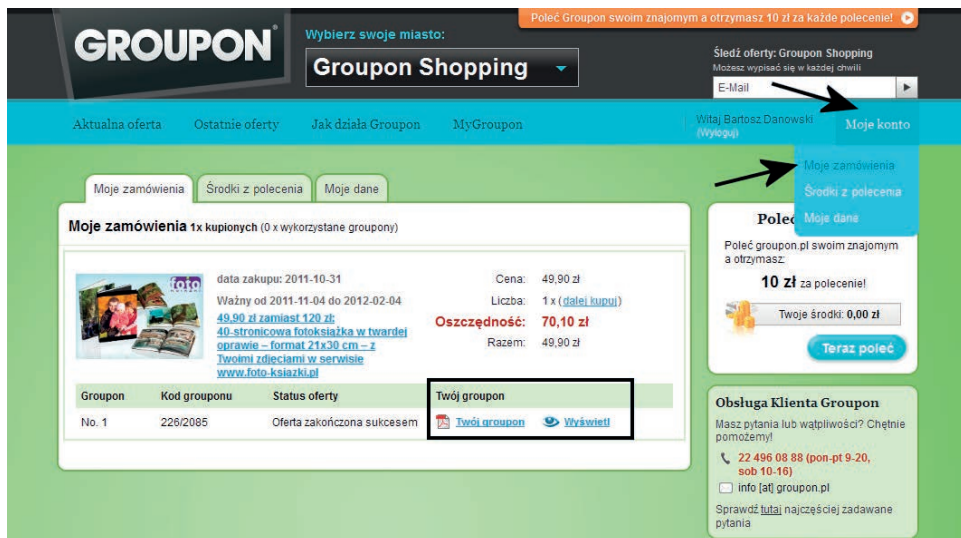 Poleć Groupon swoim znajomym a otrzymasz 10 zł za każde polecenie!
GROUPON
Wybierz swoje miasto:
Groupon Shopping
Śledź oferty: Groupon Shopping
Możesz wypisać się w każdej chwili
E-Mail
Aktualna oferta
Ostatnie oferty
Jak działa Groupon
MyGroupon
Witaj Bartosz Danowski
(Wyloguj)
Moje konto
Moje zamówienia
Środki z polecenia
Moje dane
Moje zamówienia
Środki z polecenia
Moje dane
Moje zamówienia 1x kupionych (0 x wykorzystane groupony)
foto
data zakupu: 2011-10-31
Ważny od 2011-11-04 do 2012-02-04
49,90 zł zamiast 120 zł:
40-stronicowa fotoksiążka w twardej
oprawie – format 21x30 cm – z
Twoimi zdjęciami w serwisie
www.foto-ksiazki.pl
Cena: 49,90 zł
Liczba: 1 x (dalej kupuj)
Oszczędność: 70,10 zł
Razem: 49,90 zł
Groupon Kod grouponu Status oferty Twój groupon
No. 1 226/2085 Oferta zakończona sukcesem Twój groupon Wyświetl
Poleć groupon.pl swoim znajomym
a otrzymasz:
10 zł za polecenie!
Twoje środki: 0,00 zł
Teraz poleć
Obsługa Klienta Groupon
Masz pytania lub wątpliwości? Chętnie
pomożemy!
22 496 08 88 (pon-pt 9-20,
sob 10-16)
info [at] groupon.pl
Sprawdź tutaj najczęściej zadawane
pytania